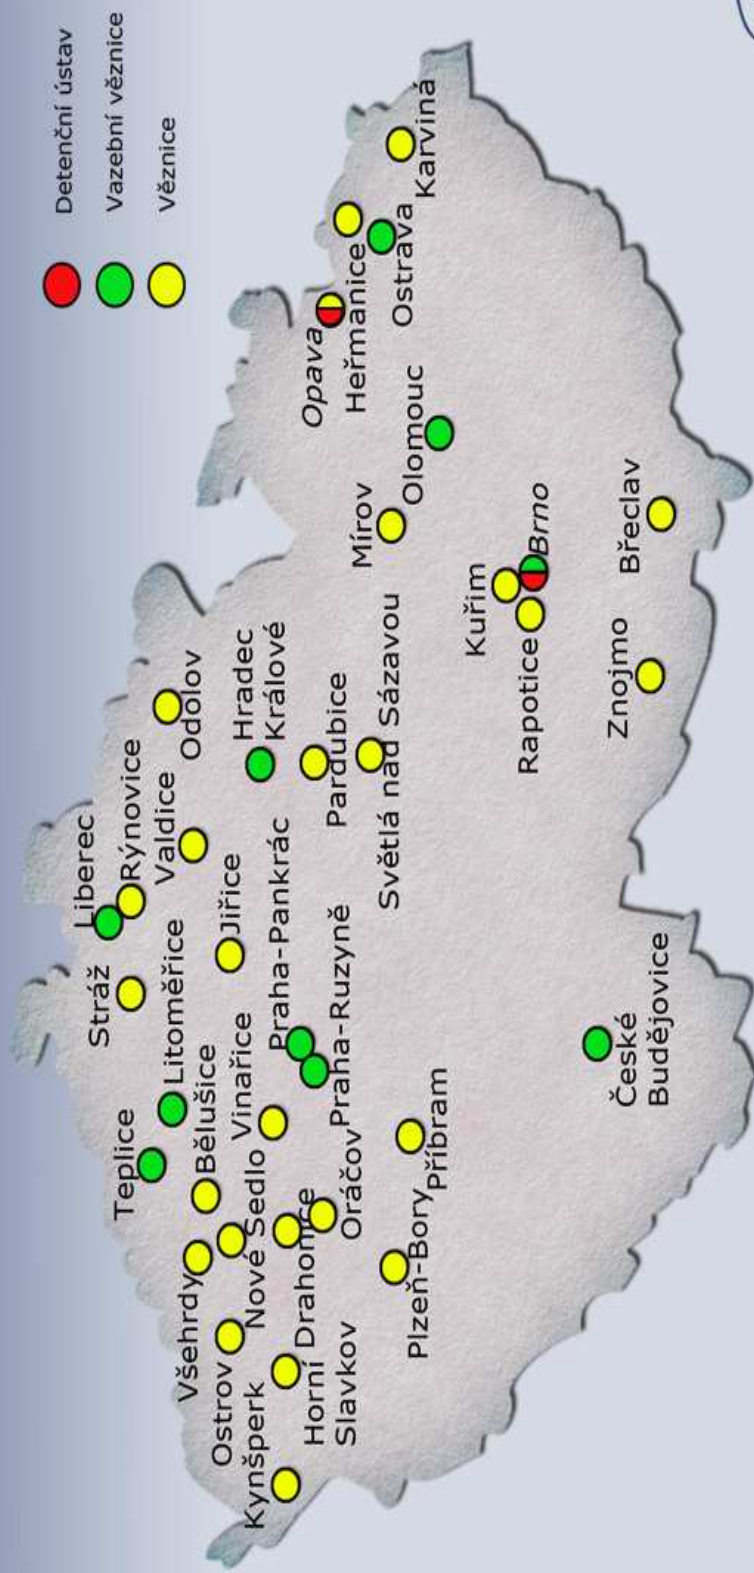 Detenční ústav
Vazební věznice
Věznice
Liberec
Rýnovice
Stráž
Valdice
Odolov
Teplice
Litoměřice
Bělušice
Jiřice
Hradec
Králové
Všehrdy
Ostrov
Nové Sedlo
Vinařice
Praha-Pankrác
Praha-Ruzyně
Pardubice
Kynšperk
Horní
Slavkov
Drahonice
Oráčov
Světlá nad Sázavou
Plzeň-Bory
Příbram
Mírov
Olomouc
Opava
Heřmanice
Ostrava
Karviná
Kuřim
Rapotice
Brno
České
Budějovice
Znojmo
Břeclav